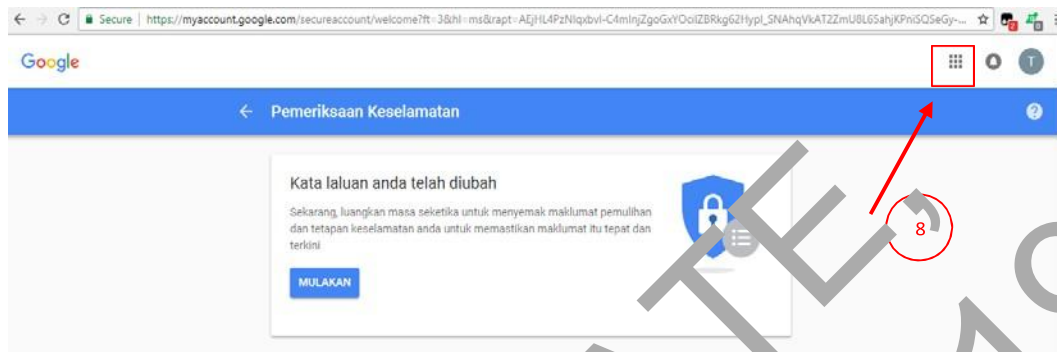 Secure | https://myaccount.google.com/secureaccount/welcome?ft=3&hl=ms&rapt=
Google
T
Pemeriksaan Keselamatan
?
Kata laluan anda telah diubah
Sekarang, luangkan masa seketika untuk menyemak maklumat pemulihan
dan tetapan keselamatan anda untuk memastikan maklumat itu tepat dan
terkini
MULAKAN
8